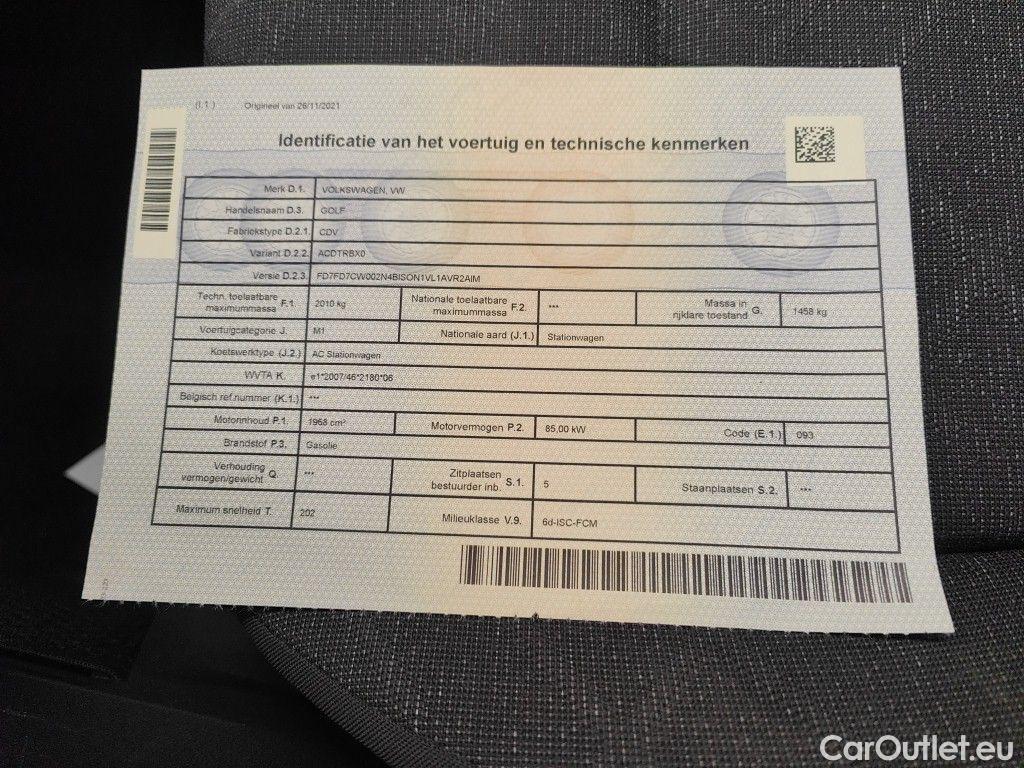 (I.1.) Origineel van 26/11/2021
Identificatie van het voertuig en technische kenmerken
Merk D.1. VOLKSWAGEN, VW
Handelsnaam D.3. GOLF
Fabriekstype D.2.1. CDV
Variant D.2.2. ACDTRBX0
Versie D.2.3. FD7FD7CW002N4BISON1VL1AVR2AIM
Techn. toelaatbare maximummassa F.1 2010 kg Nationale toelaatbare maximummassa F.2. *** Massa in rijklare toestand G. 1458 kg
Voertuigcategorie J. M1 Nationale aard (J.1.) Stationwagen
Koetswerktype (J.2.) AC Stationwagen
WVTA K. e1*2007/46*2180*06
Belgisch ref.nummer (K.1.) ***
Motorinhoud P.1. 1968 cm³ Motorvermogen P.2. 85,00 kW Code (E.1.) 093
Brandstof P.3. Gasolie
Verhouding vermogen/gewicht Q. *** Zitplaatsen bestuurder inb. S.1. 5 Staanplaatsen S.2. ***
Maximum snelheid T. 202 Milieuklasse V.9. 6d-ISC-FCM
CarOutlet.eu